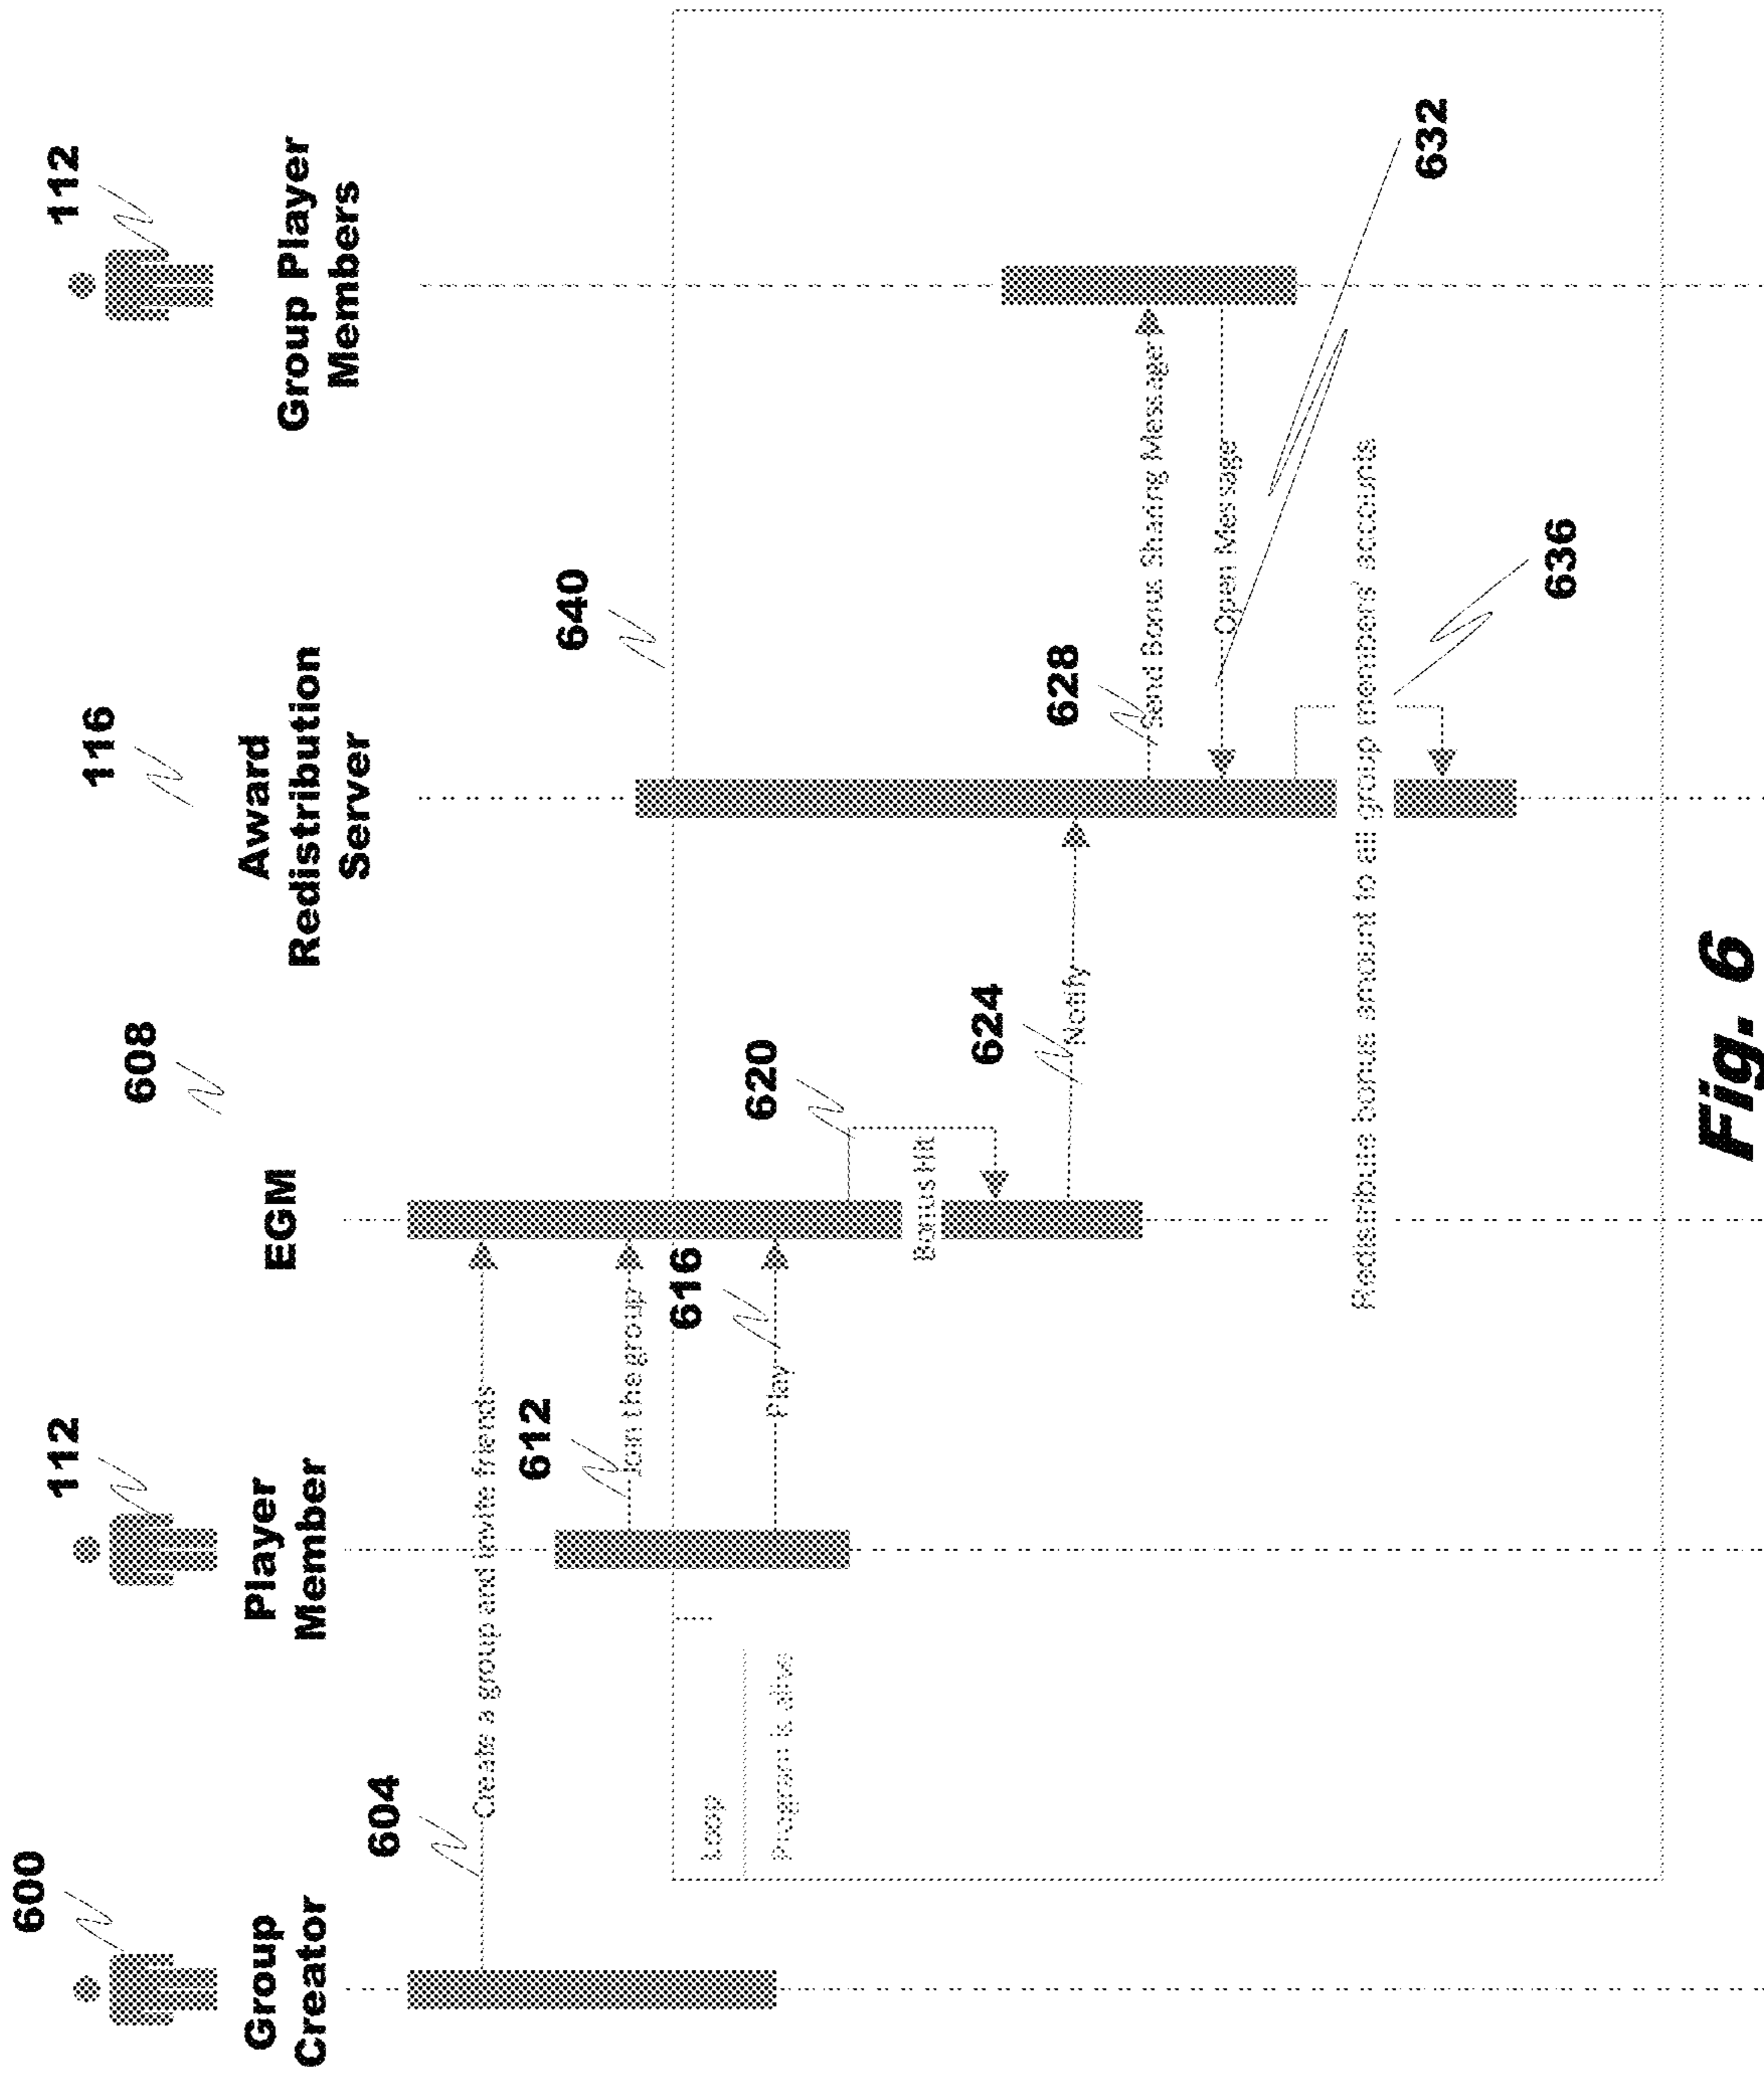 600
112
608
116
112
Group
Creator
Player
Member
EGM
Award
Redistribution
Server
Group Player
Members
604
Create a group and invite friends
612
Join the group
640
Loop
Program is alive
616
Play
620
Bonus Hit
624
Notify
628
Send Bonus Sharing Message
Open Message
632
Redistribute bonus amount to all group members' accounts
636
Fig. 6